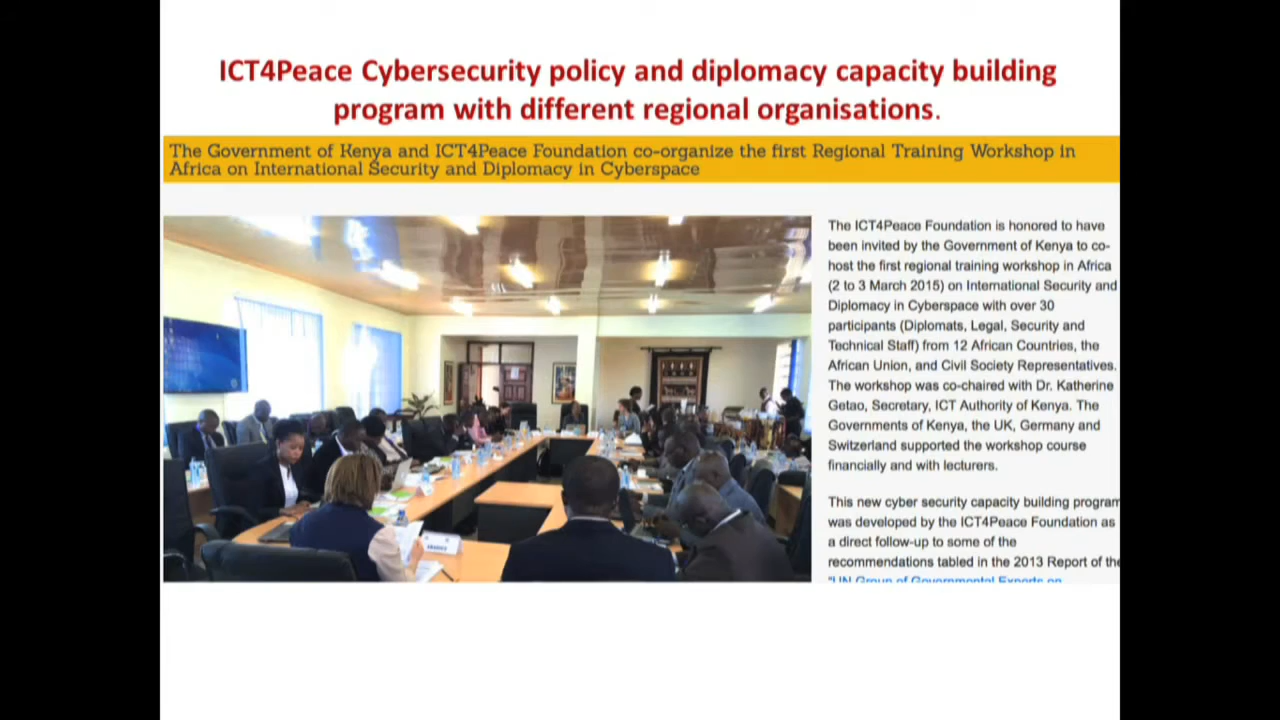 ICT4Peace Cybersecurity policy and diplomacy capacity building
program with different regional organisations.
The Government of Kenya and ICT4Peace Foundation co-organize the first Regional Training Workshop in
Africa on International Security and Diplomacy in Cyberspace
The ICT4Peace Foundation is honored to have
been invited by the Government of Kenya to co-
host the first regional training workshop in Africa
(2 to 3 March 2015) on International Security and
Diplomacy in Cyberspace with over 30
participants (Diplomats, Legal, Security and
Technical Staff) from 12 African Countries, the
African Union, and Civil Society Representatives.
The workshop was co-chaired with Dr. Katherine
Getao, Secretary, ICT Authority of Kenya. The
Governments of Kenya, the UK, Germany and
Switzerland supported the workshop course
financially and with lecturers.
This new cyber security capacity building program
was developed by the ICT4Peace Foundation as
a direct follow-up to some of the
recommendations tabled in the 2013 Report of the
"UN Group of Governmental Experts on